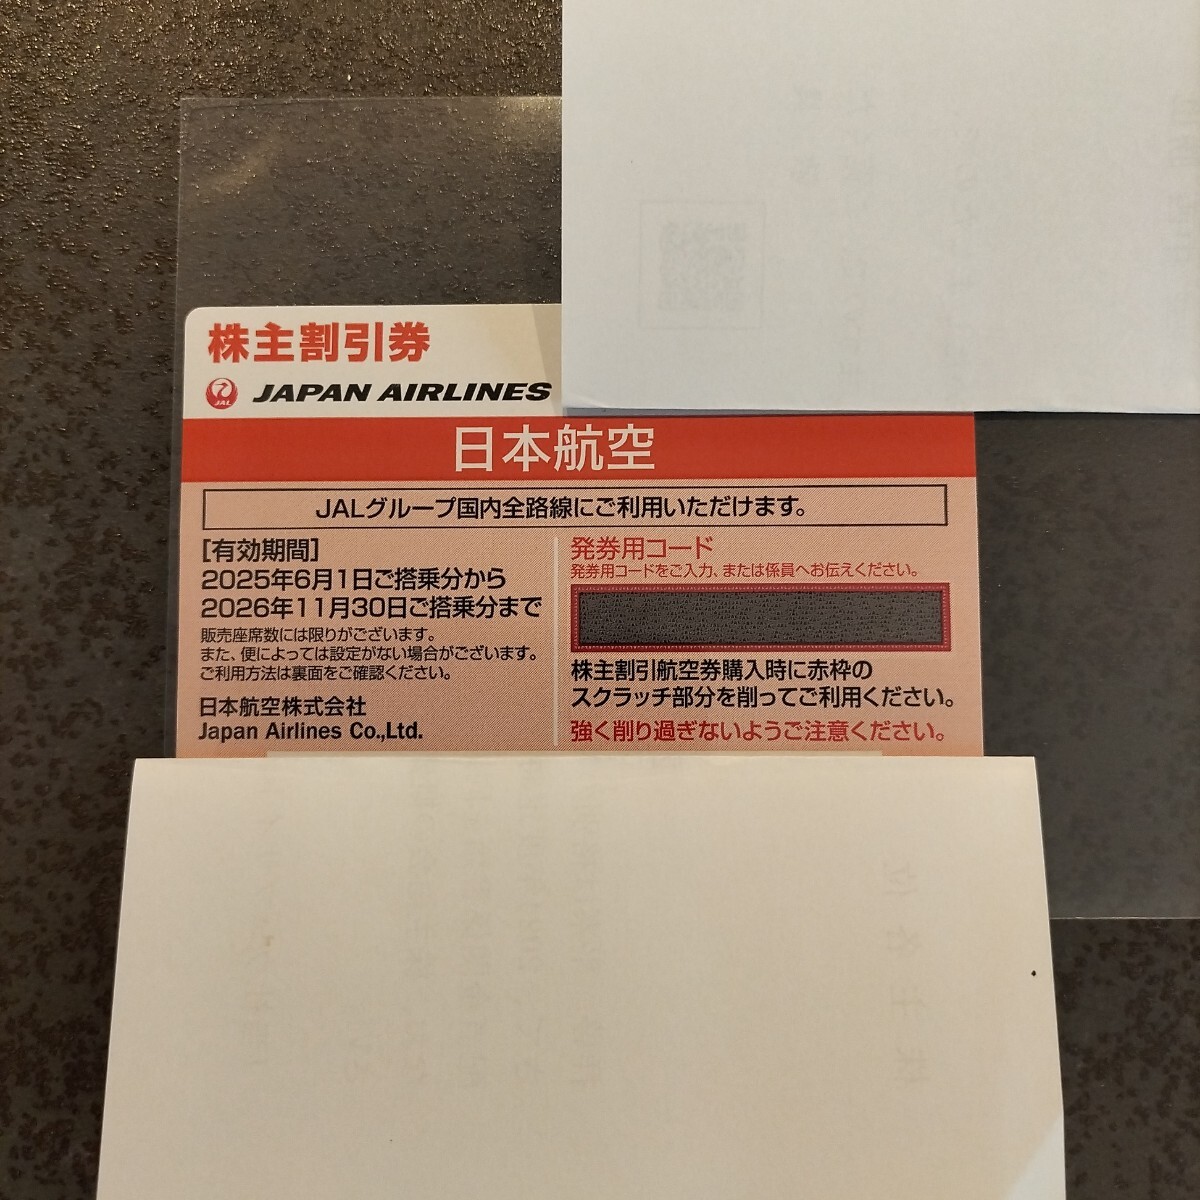 株主割引券
JAL JAPAN AIRLINES
日本航空
JALグループ国内全路線にご利用いただけます。
[有効期間]
2025年6月1日ご搭乗分から
2026年11月30日ご搭乗分まで
販売座席数には限りがございます。
また、便によっては設定がない場合がございます。
ご利用方法は裏面をご確認ください。
日本航空株式会社
Japan Airlines Co.,Ltd.
発券用コード
発券用コードをご入力、または係員へお伝えください。
株主割引航空券購入時に赤枠の
スクラッチ部分を削ってご利用ください。
強く削り過ぎないようご注意ください。